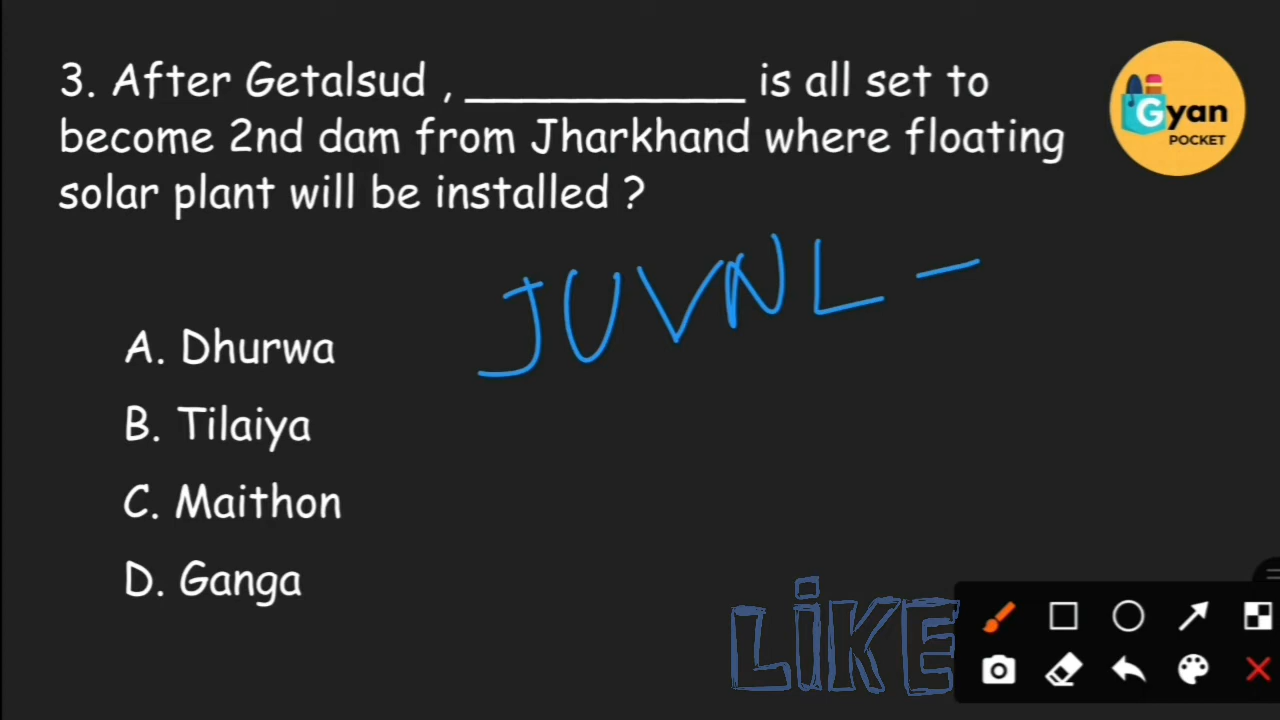 3. After Getalsud , ____________ is all set to
become 2nd dam from Jharkhand where floating
solar plant will be installed ?
Gyan
POCKET
JUVNL -
A. Dhurwa
B. Tilaiya
C. Maithon
D. Ganga
LiKE